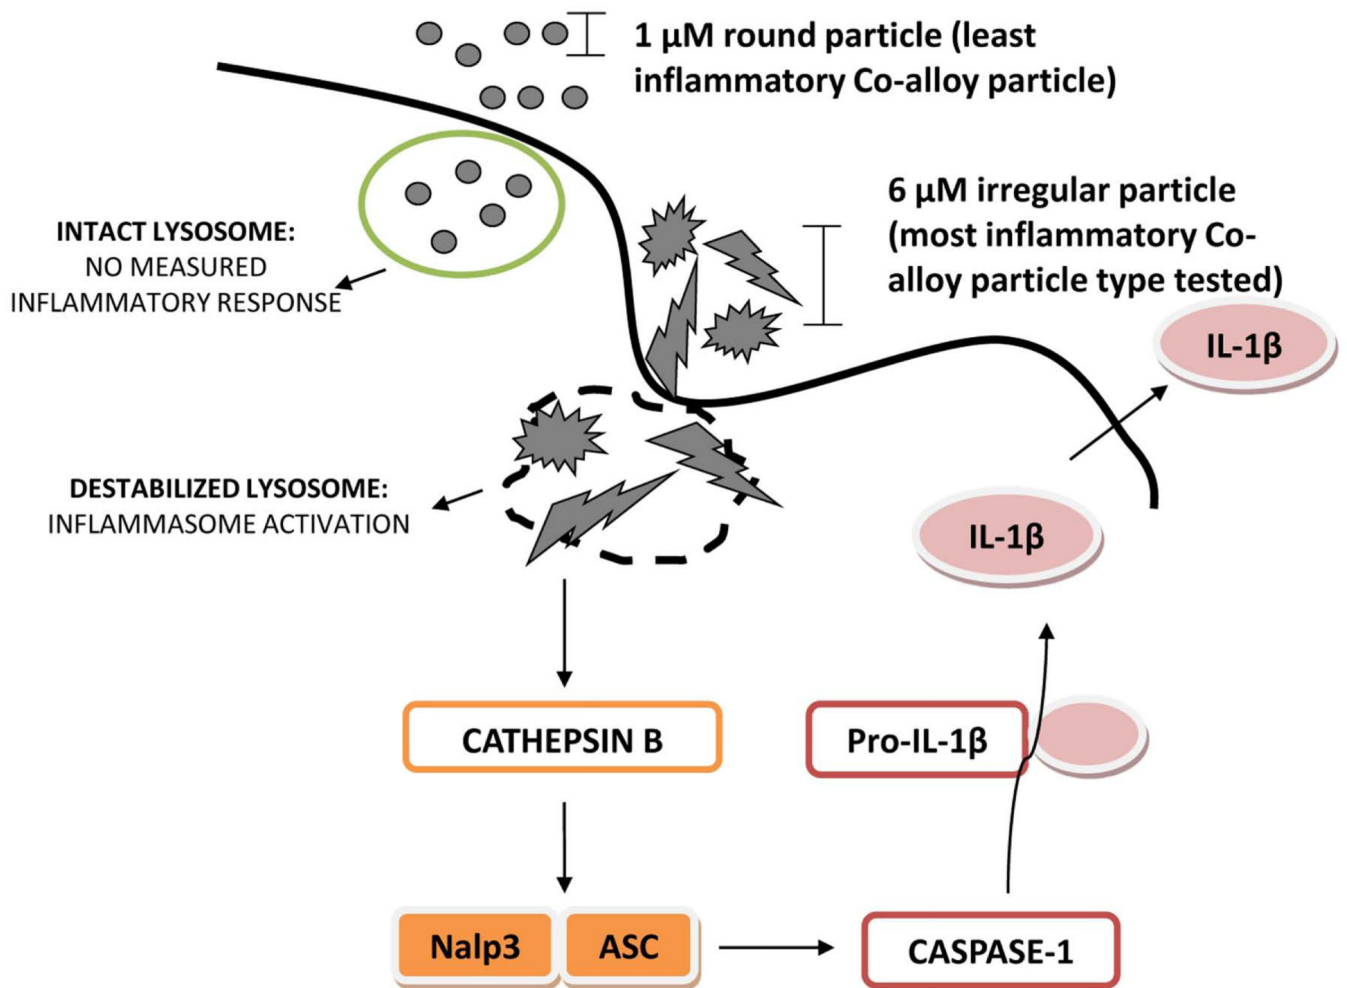 1 µM round particle (least
inflammatory Co-alloy particle)
6 µM irregular particle
(most inflammatory Co-
alloy particle type tested)
INTACT LYSOSOME:
NO MEASURED
INFLAMMATORY RESPONSE
IL-1β
DESTABILIZED LYSOSOME:
INFLAMMASOME ACTIVATION
IL-1β
CATHEPSIN B
Pro-IL-1β
Nalp3
ASC
CASPASE-1